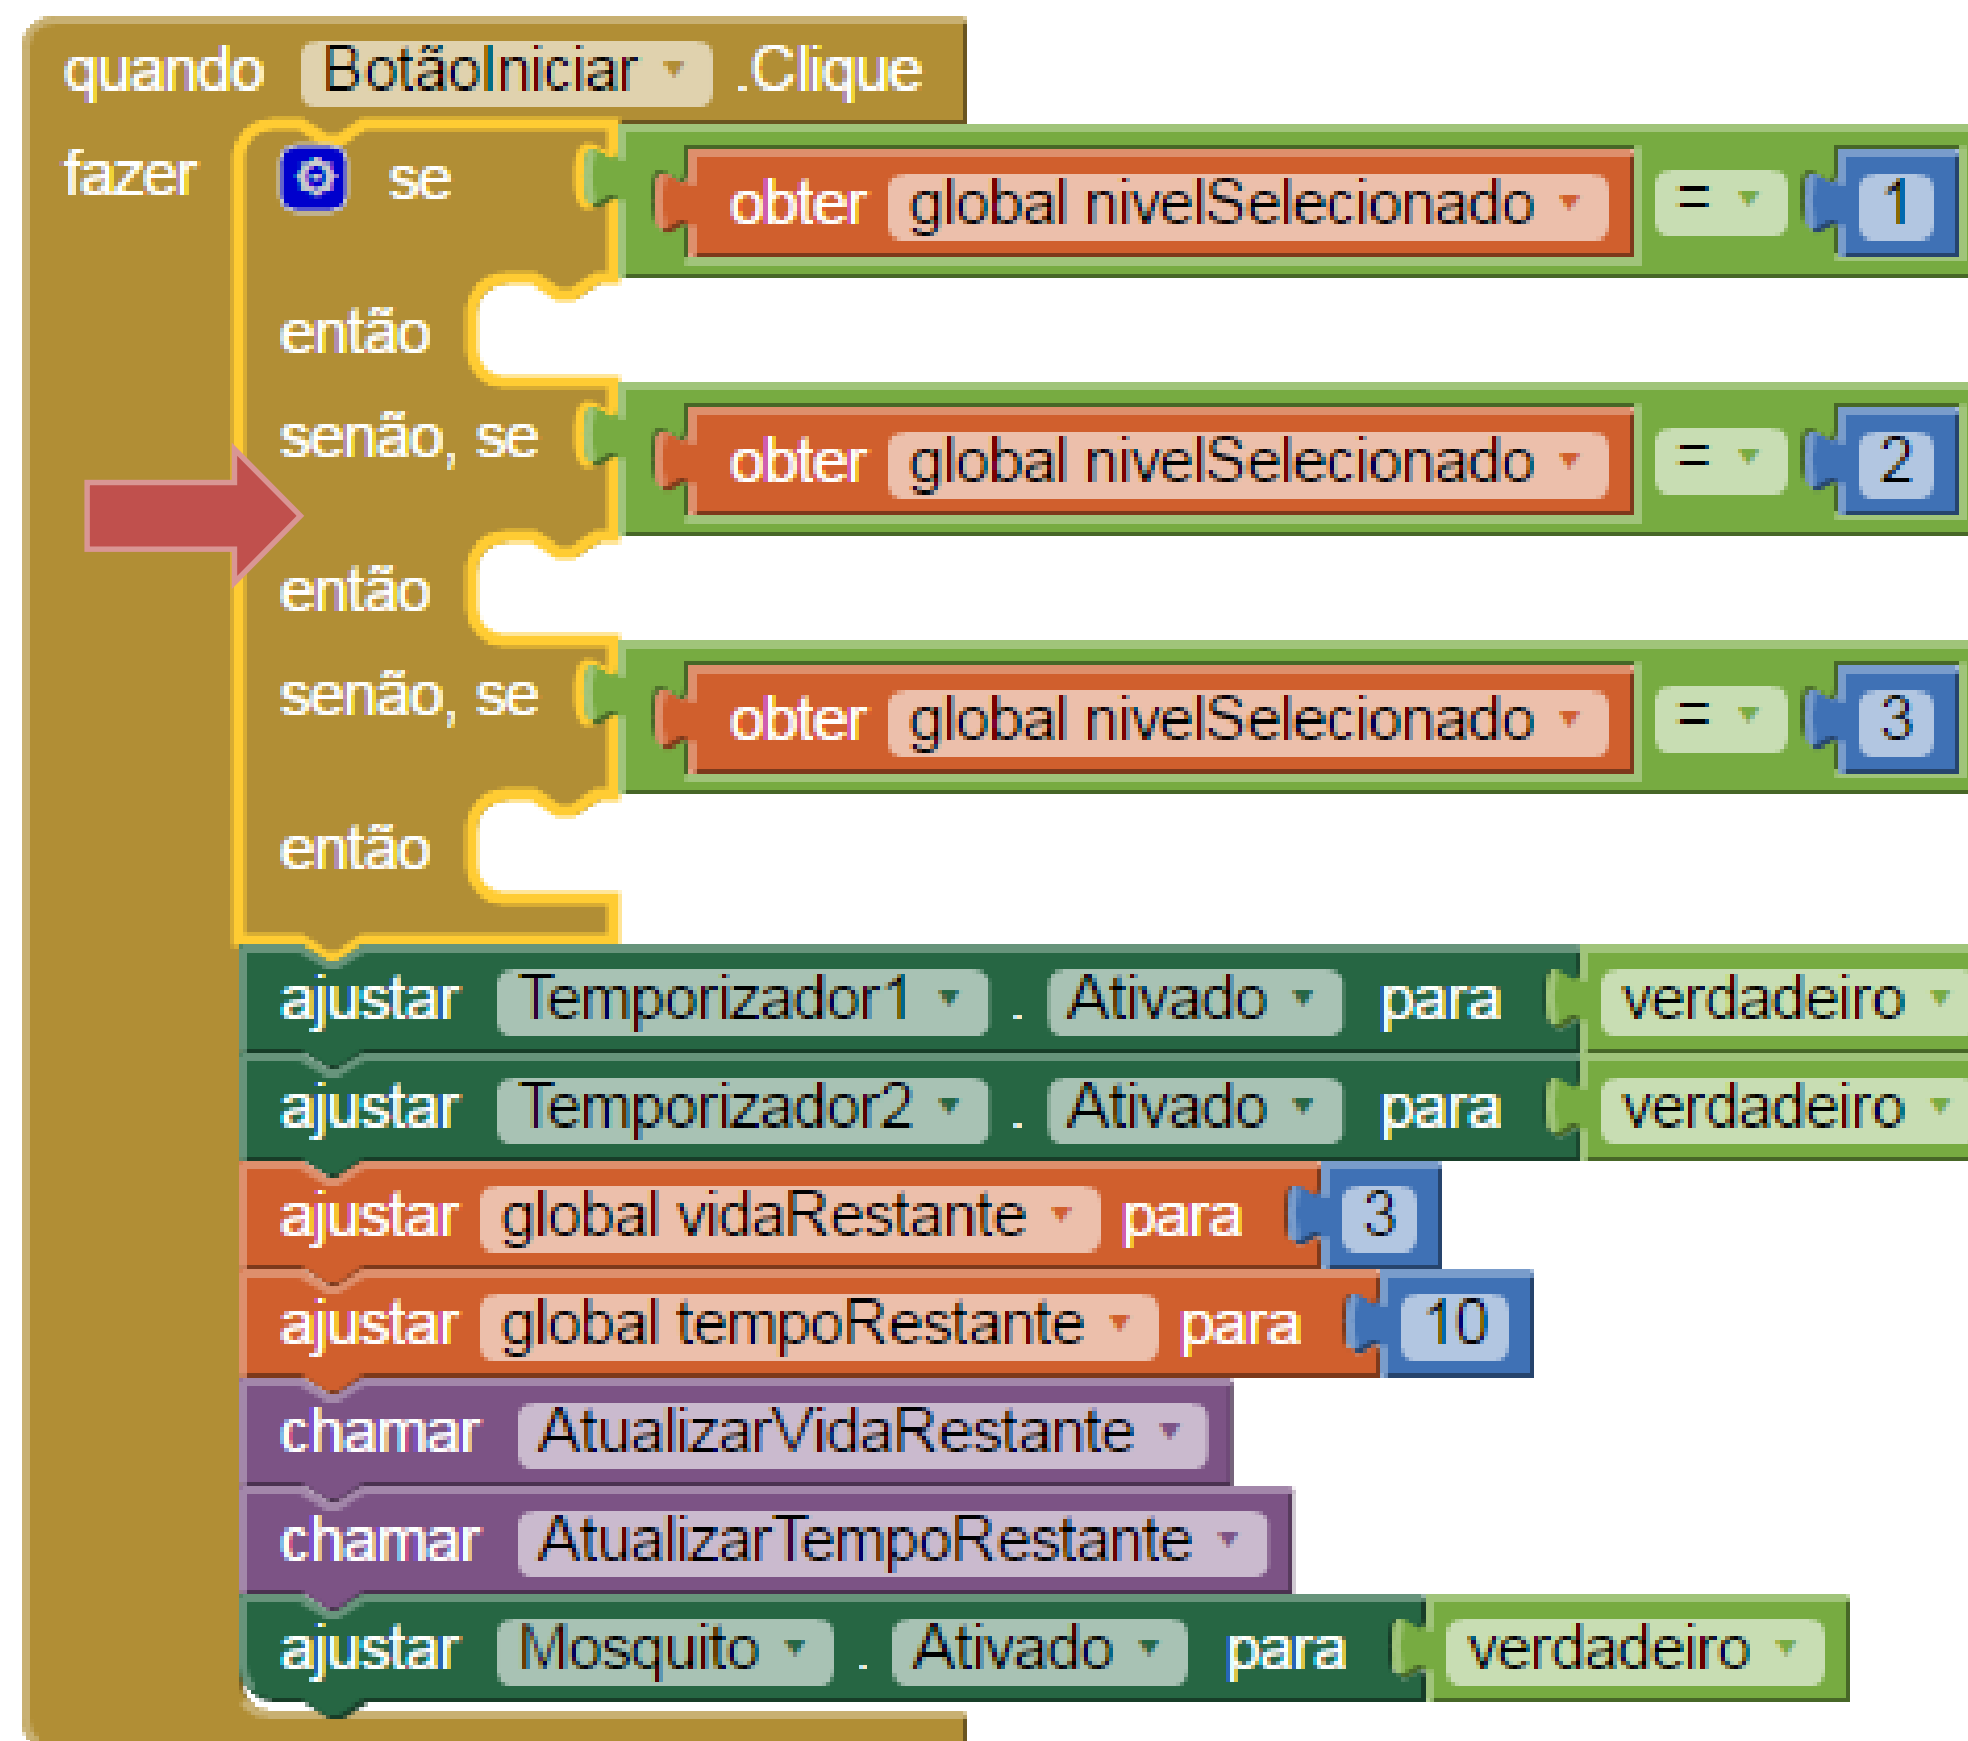 quando BotãoIniciar .Clique
fazer se obter global nivelSelecionado = 1
então
senão, se obter global nivelSelecionado = 2
então
senão, se obter global nivelSelecionado = 3
então
ajustar Temporizador1 . Ativado para verdadeiro
ajustar Temporizador2 . Ativado para verdadeiro
ajustar global vidaRestante para 3
ajustar global tempoRestante para 10
chamar AtualizarVidaRestante
chamar AtualizarTempoRestante
ajustar Mosquito . Ativado para verdadeiro